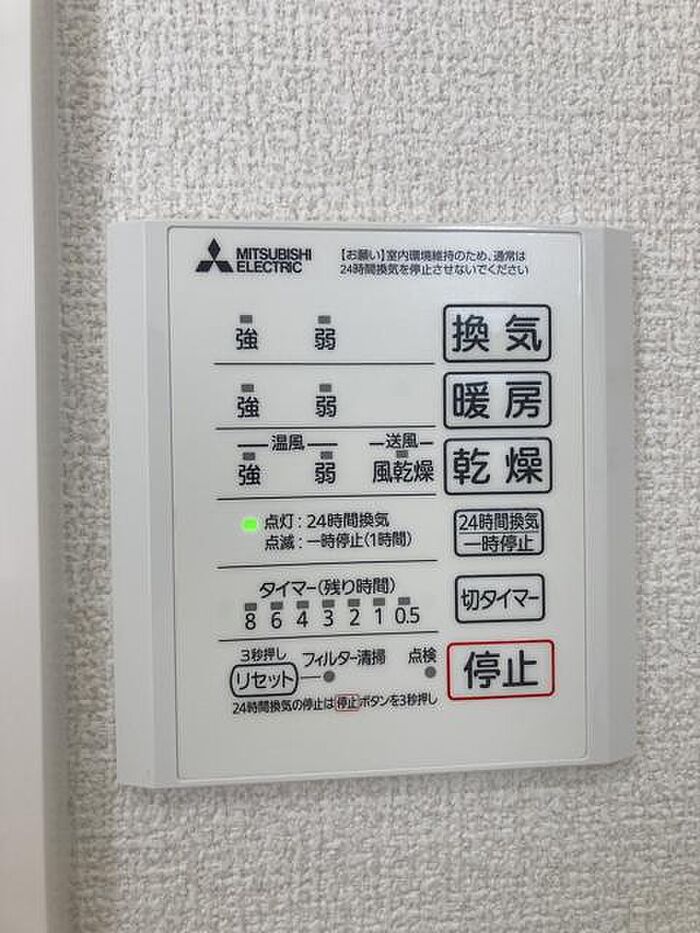 MITSUBISHI
ELECTRIC
【お願い】室内環境維持のため、通常は
24時間換気を停止させないでください
強 弱 換気
強 弱 暖房
温風 送風
強 弱 風乾燥 乾燥
点灯:24時間換気
点滅:一時停止(1時間)
24時間換気
一時停止
タイマー(残り時間)
8 6 4 3 2 1 0.5
切タイマー
3秒押し
リセット フィルター清掃 点検
停止
24時間換気の停止は停止ボタンを3秒押し